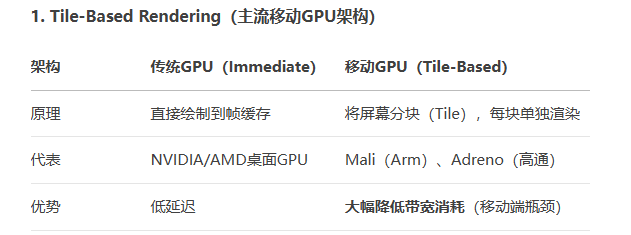 1. Tile-Based Rendering（主流移动GPU架构）
架构 传统GPU（Immediate） 移动GPU（Tile-Based）
原理 直接绘制到帧缓存 将屏幕分块（Tile），每块单独渲染
代表 NVIDIA/AMD桌面GPU Mali（Arm）、Adreno（高通）
优势 低延迟 大幅降低带宽消耗（移动端瓶颈）